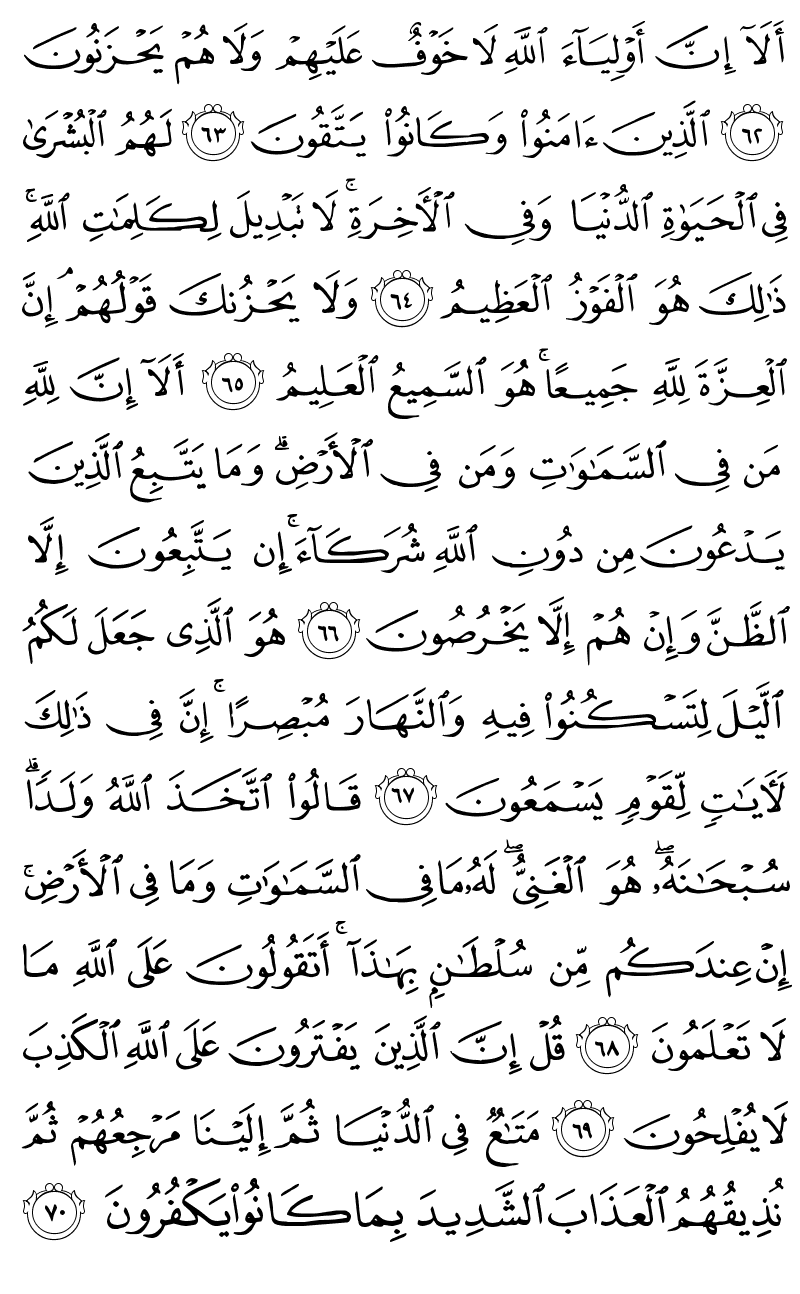 أَلَآ إِنَّ أَوْلِيَآءَ ٱللَّهِ لَا خَوْفٌ عَلَيْهِمْ وَلَا هُمْ يَحْزَنُونَ
٦٢ ٱلَّذِينَ ءَامَنُوا۟ وَكَانُوا۟ يَتَّقُونَ ٦٣ لَهُمُ ٱلْبُشْرَىٰ
فِى ٱلْحَيَوٰةِ ٱلدُّنْيَا وَفِى ٱلْـَٔاخِرَةِ ۚ لَا تَبْدِيلَ لِكَلِمَـٰتِ ٱللَّهِ ۚ
ذَٰلِكَ هُوَ ٱلْفَوْزُ ٱلْعَظِيمُ ٦٤ وَلَا يَحْزُنكَ قَوْلُهُمْ ۘ إِنَّ
ٱلْعِزَّةَ لِلَّهِ جَمِيعًا ۚ هُوَ ٱلسَّمِيعُ ٱلْعَلِيمُ ٦٥ أَلَآ إِنَّ لِلَّهِ
مَن فِى ٱلسَّمَـٰوَٰتِ وَمَن فِى ٱلْأَرْضِ ۗ وَمَا يَتَّبِعُ ٱلَّذِينَ
يَدْعُونَ مِن دُونِ ٱللَّهِ شُرَكَآءَ ۚ إِن يَتَّبِعُونَ إِلَّا
ٱلظَّنَّ وَإِنْ هُمْ إِلَّا يَخْرُصُونَ ٦٦ هُوَ ٱلَّذِى جَعَلَ لَكُمُ
ٱلَّيْلَ لِتَسْكُنُوا۟ فِيهِ وَٱلنَّهَارَ مُبْصِرًا ۚ إِنَّ فِى ذَٰلِكَ
لَـَٔايَـٰتٍ لِّقَوْمٍ يَسْمَعُونَ ٦٧ قَالُوا۟ ٱتَّخَذَ ٱللَّهُ وَلَدًا ۗ
سُبْحَـٰنَهُۥ ۖ هُوَ ٱلْغَنِىُّ ۖ لَهُۥ مَا فِى ٱلسَّمَـٰوَٰتِ وَمَا فِى ٱلْأَرْضِ ۚ
إِنْ عِندَكُم مِّن سُلْطَـٰنٍۭ بِهَـٰذَآ ۚ أَتَقُولُونَ عَلَى ٱللَّهِ مَا
لَا تَعْلَمُونَ ٦٨ قُلْ إِنَّ ٱلَّذِينَ يَفْتَرُونَ عَلَى ٱللَّهِ ٱلْكَذِبَ
لَا يُفْلِحُونَ ٦٩ مَتَـٰعٌ فِى ٱلدُّنْيَا ثُمَّ إِلَيْنَا مَرْجِعُهُمْ ثُمَّ
نُذِيقُهُمُ ٱلْعَذَابَ ٱلشَّدِيدَ بِمَا كَانُوا۟ يَكْفُرُونَ ٧٠